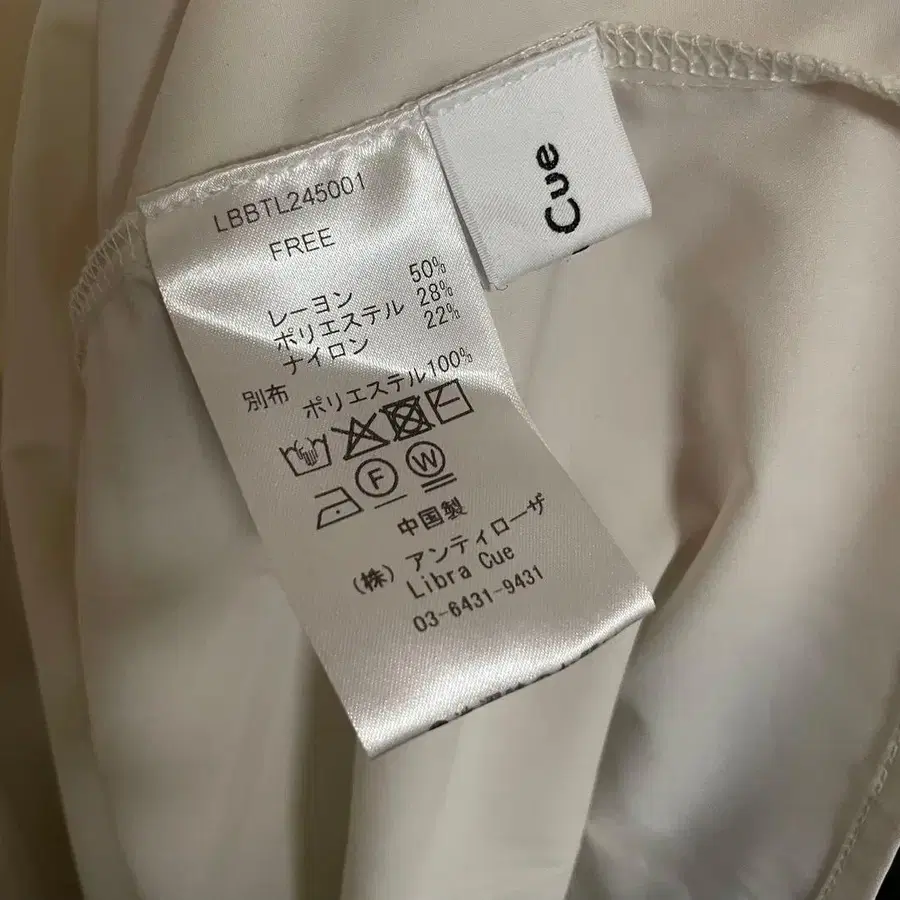 Cue
LBBTL245001
FREE
レーヨン 50%
ポリエステル 28%
ナイロン 22%
別布 ポリエステル100%
F W
中国製
(株) アンティローザ
Libra Cue
03-6431-9431